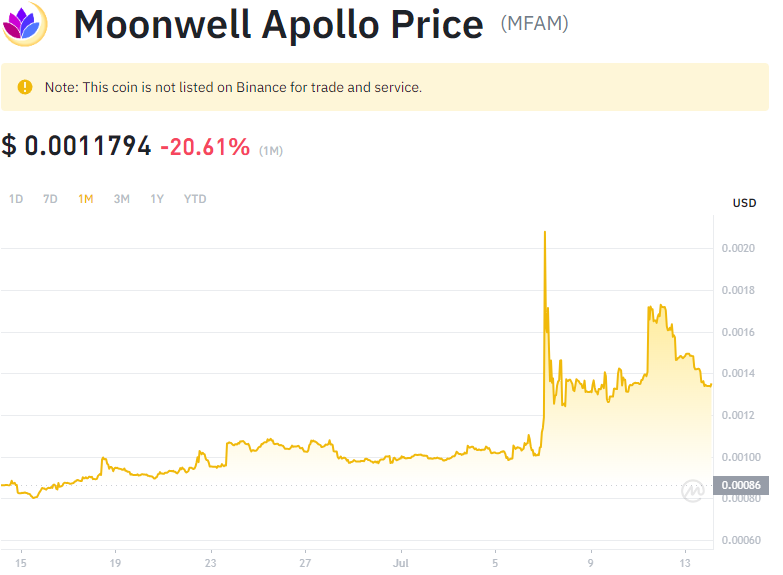 Moonwell Apollo Price (MFAM)
Note: This coin is not listed on Binance for trade and service.
$ 0.0011794 -20.61% (1M)
1D 7D 1M 3M 1Y YTD
USD
0.0020
0.0018
0.0016
0.0014
0.0012
0.00100
0.00086
0.00080
0.00060
15 19 23 27 Jul 5 9 13